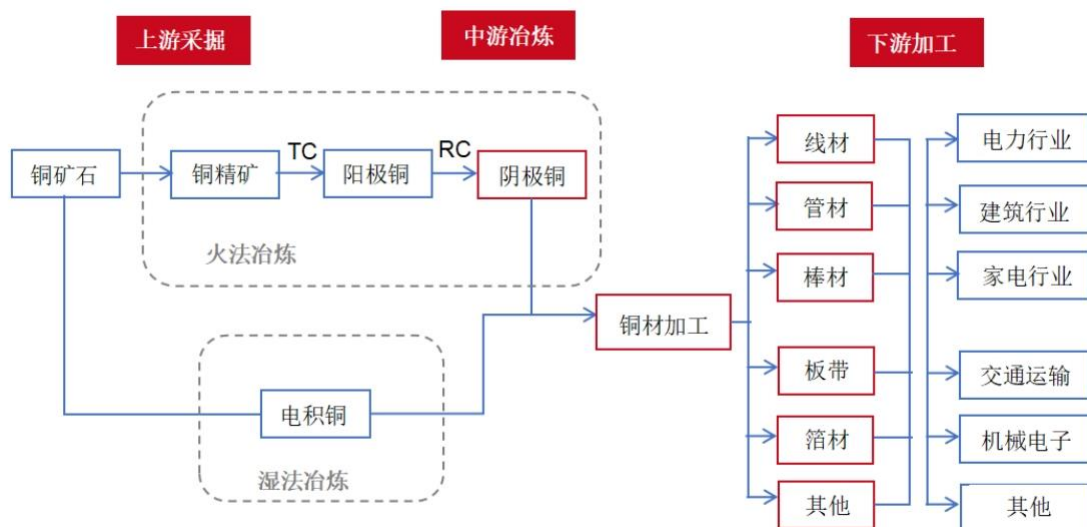 上游采掘
中游冶炼
下游加工
铜矿石
铜精矿
TC
阳极铜
RC
阴极铜
火法冶炼
电积铜
湿法冶炼
铜材加工
线材
管材
棒材
板带
箔材
其他
电力行业
建筑行业
家电行业
交通运输
机械电子
其他